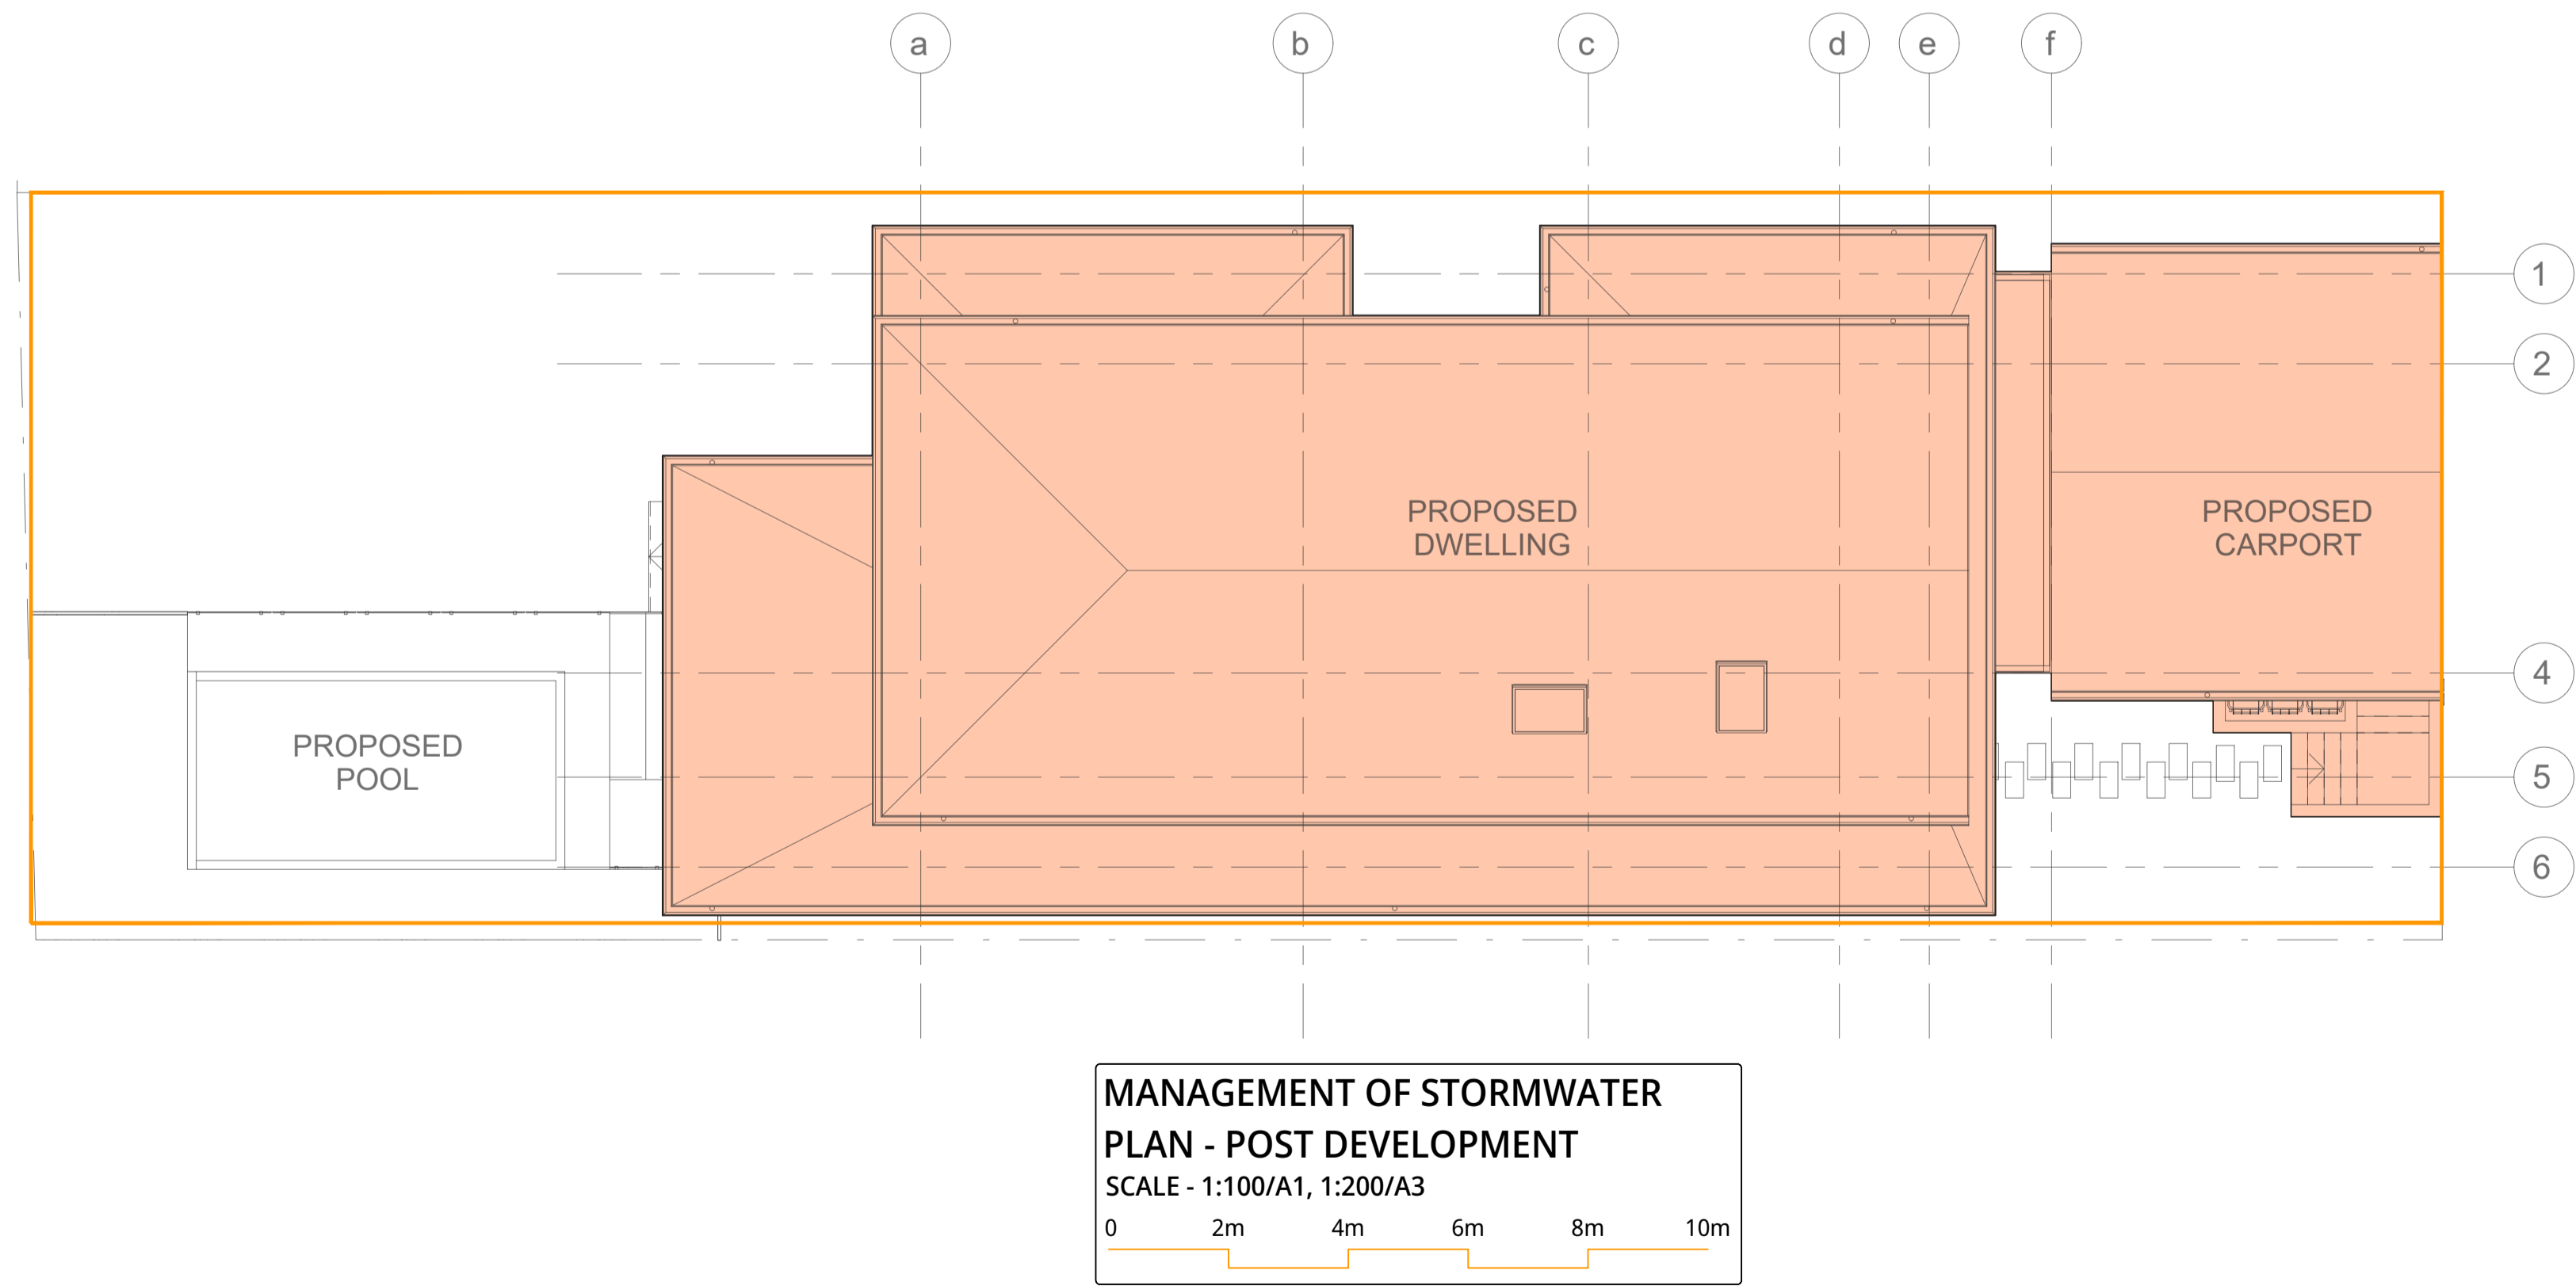 a b c d e f
1
2
PROPOSED
DWELLING
PROPOSED
CARPORT
4
PROPOSED
POOL
5
6
MANAGEMENT OF STORMWATER
PLAN - POST DEVELOPMENT
SCALE - 1:100/A1, 1:200/A3
0 2m 4m 6m 8m 10m